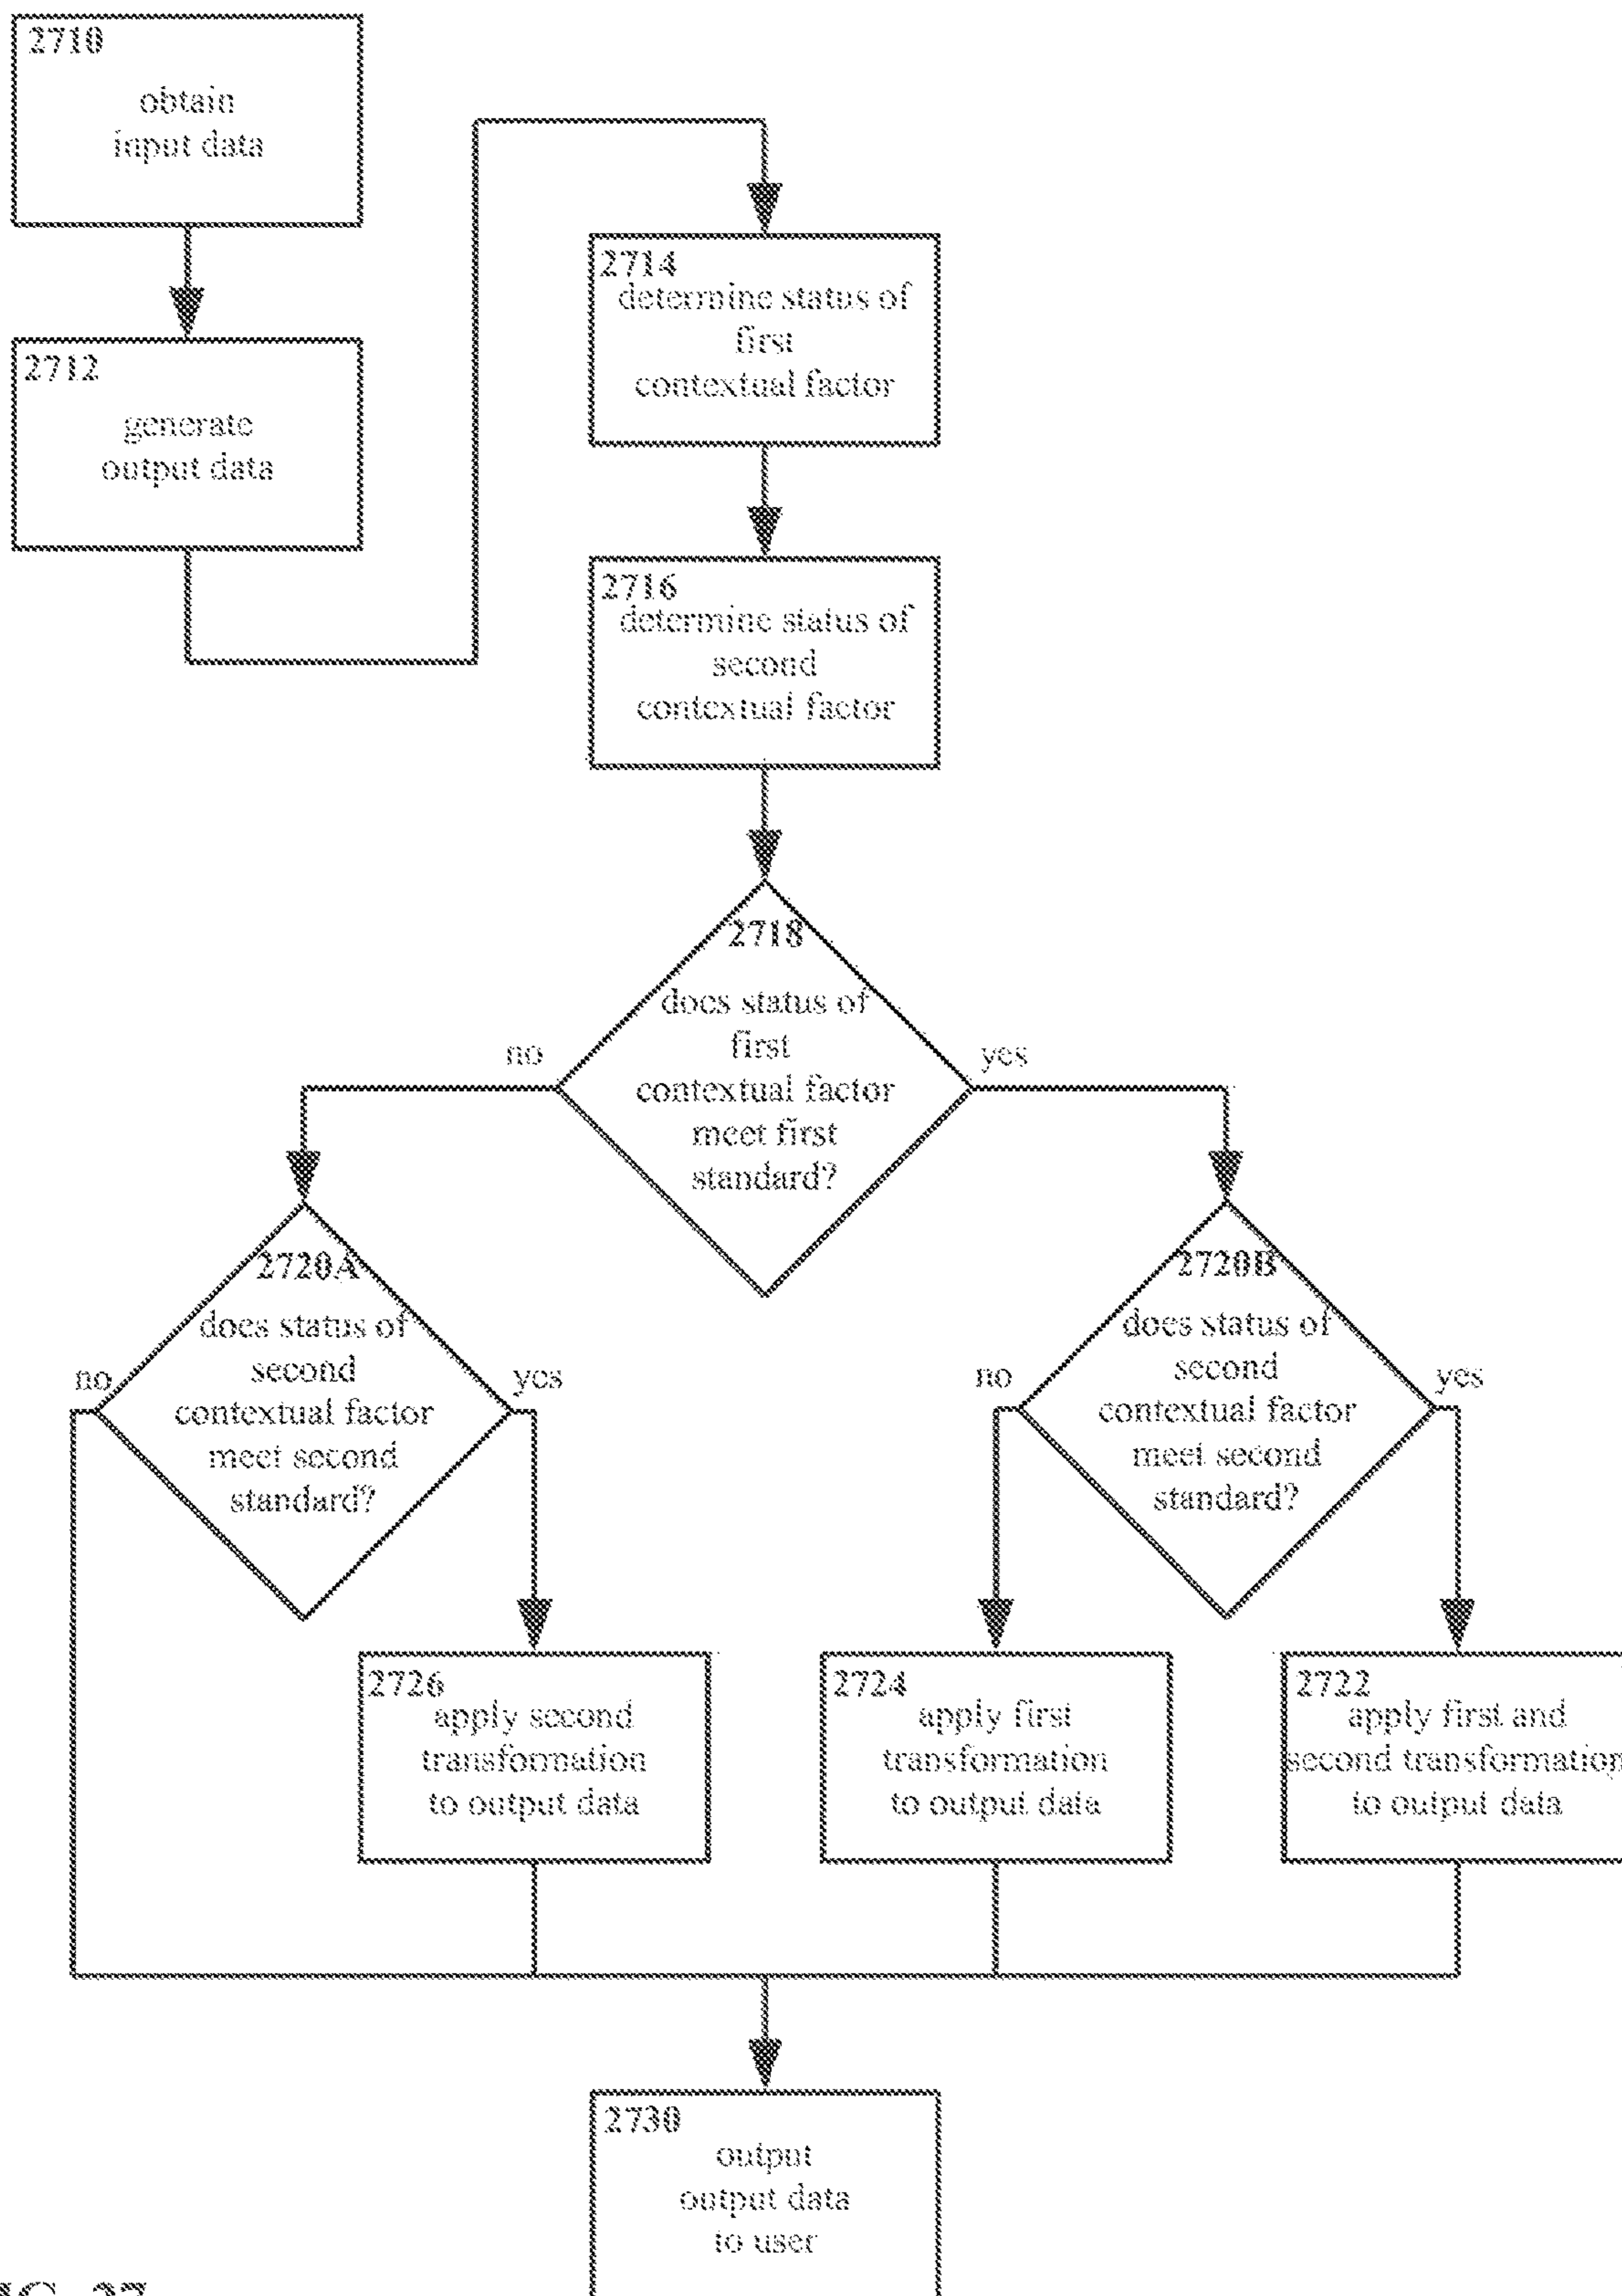 2710
obtain
input data
2712
generate
output data
2714
determine status of
first
contextual factor
2716
determine status of
second
contextual factor
2718
does status of
first
contextual factor
meet first
standard?
no
yes
2720A
does status of
second
contextual factor
meet second
standard?
no
yes
2720B
does status of
second
contextual factor
meet second
standard?
no
yes
2726
apply second
transformation
to output data
2724
apply first
transformation
to output data
2722
apply first and
second transformation
to output data
2730
output
output data
to user
27